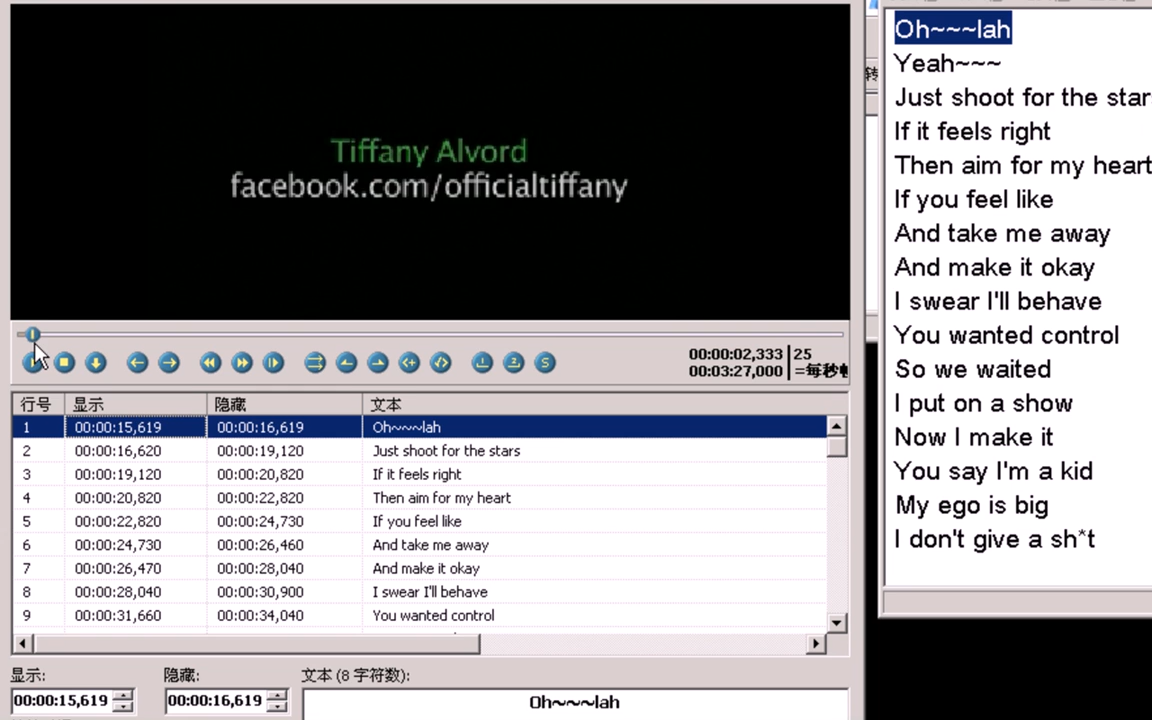 Tiffany Alvord
facebook.com/officialtiffany
00:00:02,333 25
00:03:27,000 =每秒帧
行号 显示 隐藏 文本
1 00:00:15,619 00:00:16,619 Oh~~~lah
2 00:00:16,620 00:00:19,120 Just shoot for the stars
3 00:00:19,120 00:00:20,820 If it feels right
4 00:00:20,820 00:00:22,820 Then aim for my heart
5 00:00:22,820 00:00:24,730 If you feel like
6 00:00:24,730 00:00:26,460 And take me away
7 00:00:26,470 00:00:28,040 And make it okay
8 00:00:28,040 00:00:30,900 I swear I'll behave
9 00:00:31,660 00:00:34,040 You wanted control
显示: 隐藏: 文本 (8 字符数):
00:00:15,619 00:00:16,619 Oh~~~lah
转
Oh~~~lah
Yeah~~~
Just shoot for the star
If it feels right
Then aim for my heart
If you feel like
And take me away
And make it okay
I swear I'll behave
You wanted control
So we waited
I put on a show
Now I make it
You say I'm a kid
My ego is big
I don't give a sh*t